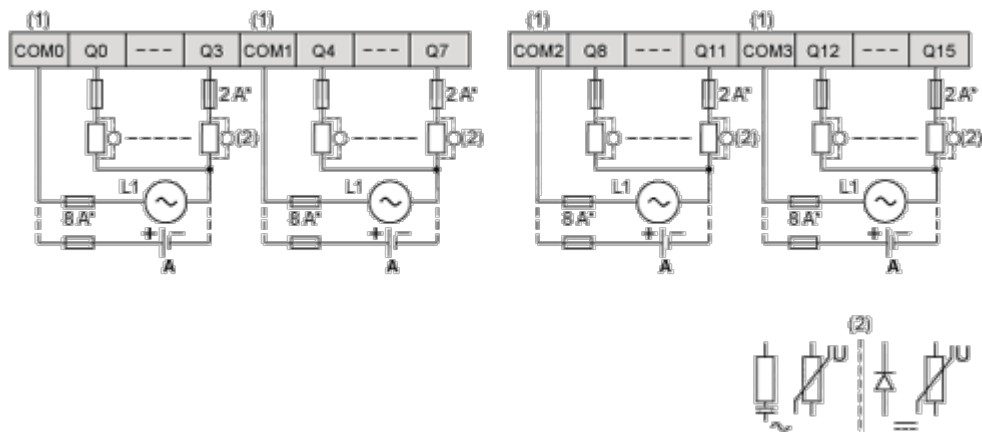 (1) (1) (1) (1)
COM0 Q0 --- Q3 COM1 Q4 --- Q7 COM2 Q8 --- Q11 COM3 Q12 --- Q15
2 A* 2 A* 2 A* 2 A*
(2) (2) (2) (2)
L1 L1 L1 L1
8 A* 8 A* 8 A* 8 A*
+ − + − + − + −
A A A A
(2)
U U